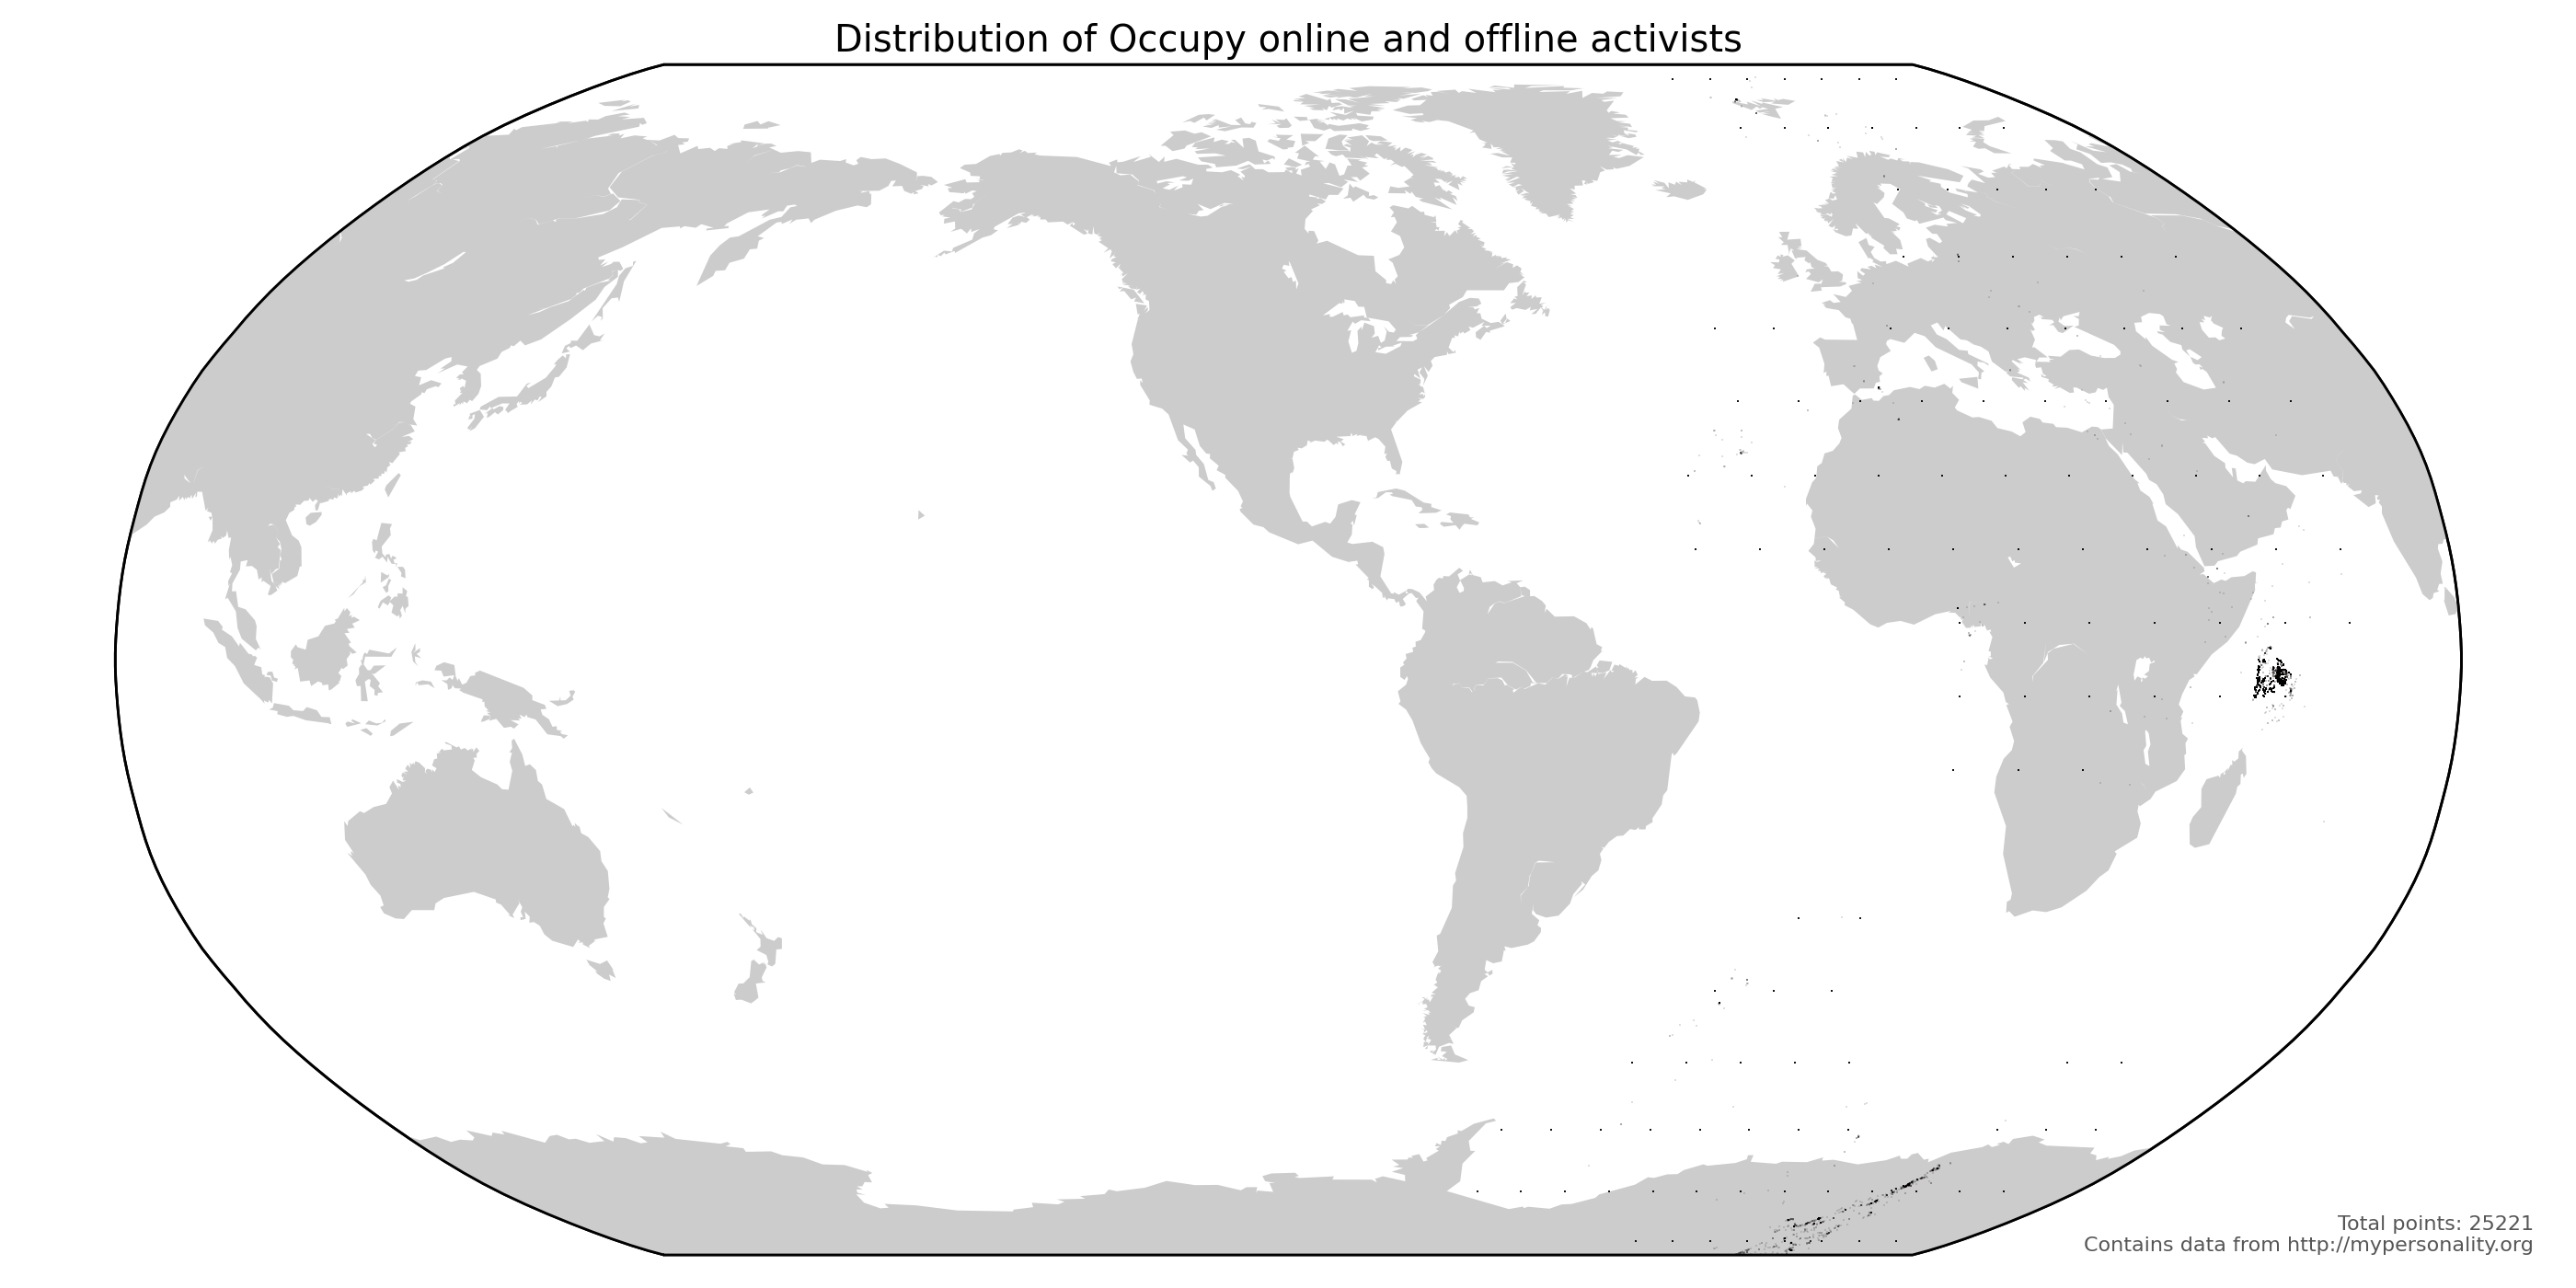 Distribution of Occupy online and offline activists
Total points: 25221
Contains data from http://mypersonality.org